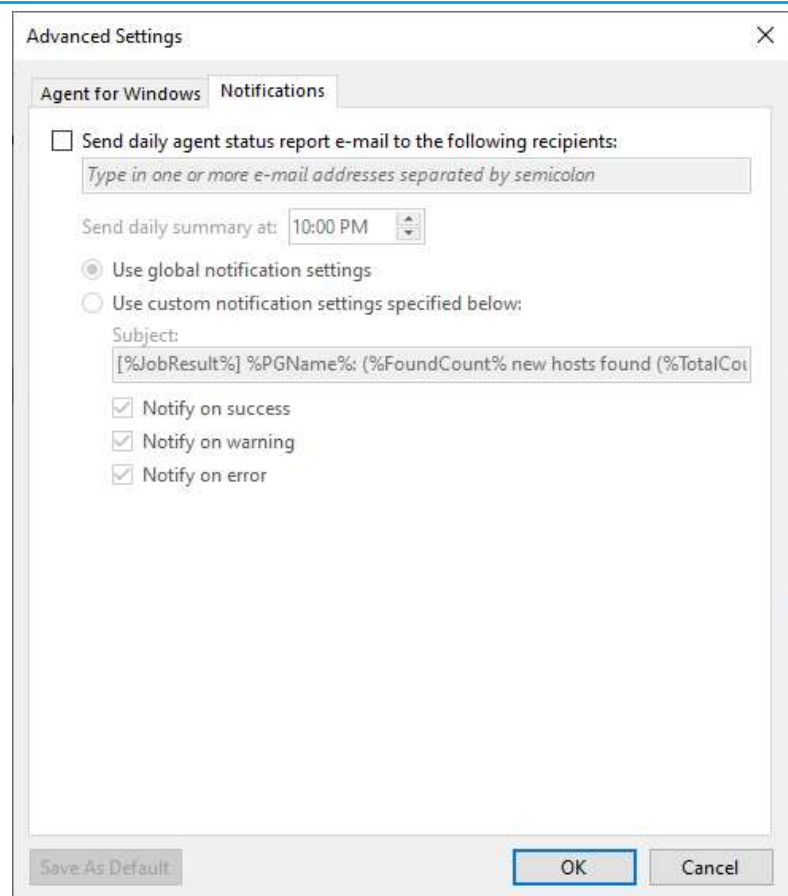 Advanced Settings
Agent for Windows
Notifications
Send daily agent status report e-mail to the following recipients:
Type in one or more e-mail addresses separated by semicolon
Send daily summary at:
10:00 PM
Use global notification settings
Use custom notification settings specified below:
Subject:
[%JobResult%] %PGName%: (%FoundCount% new hosts found (%TotalCou
Notify on success
Notify on warning
Notify on error
Save As Default
OK
Cancel